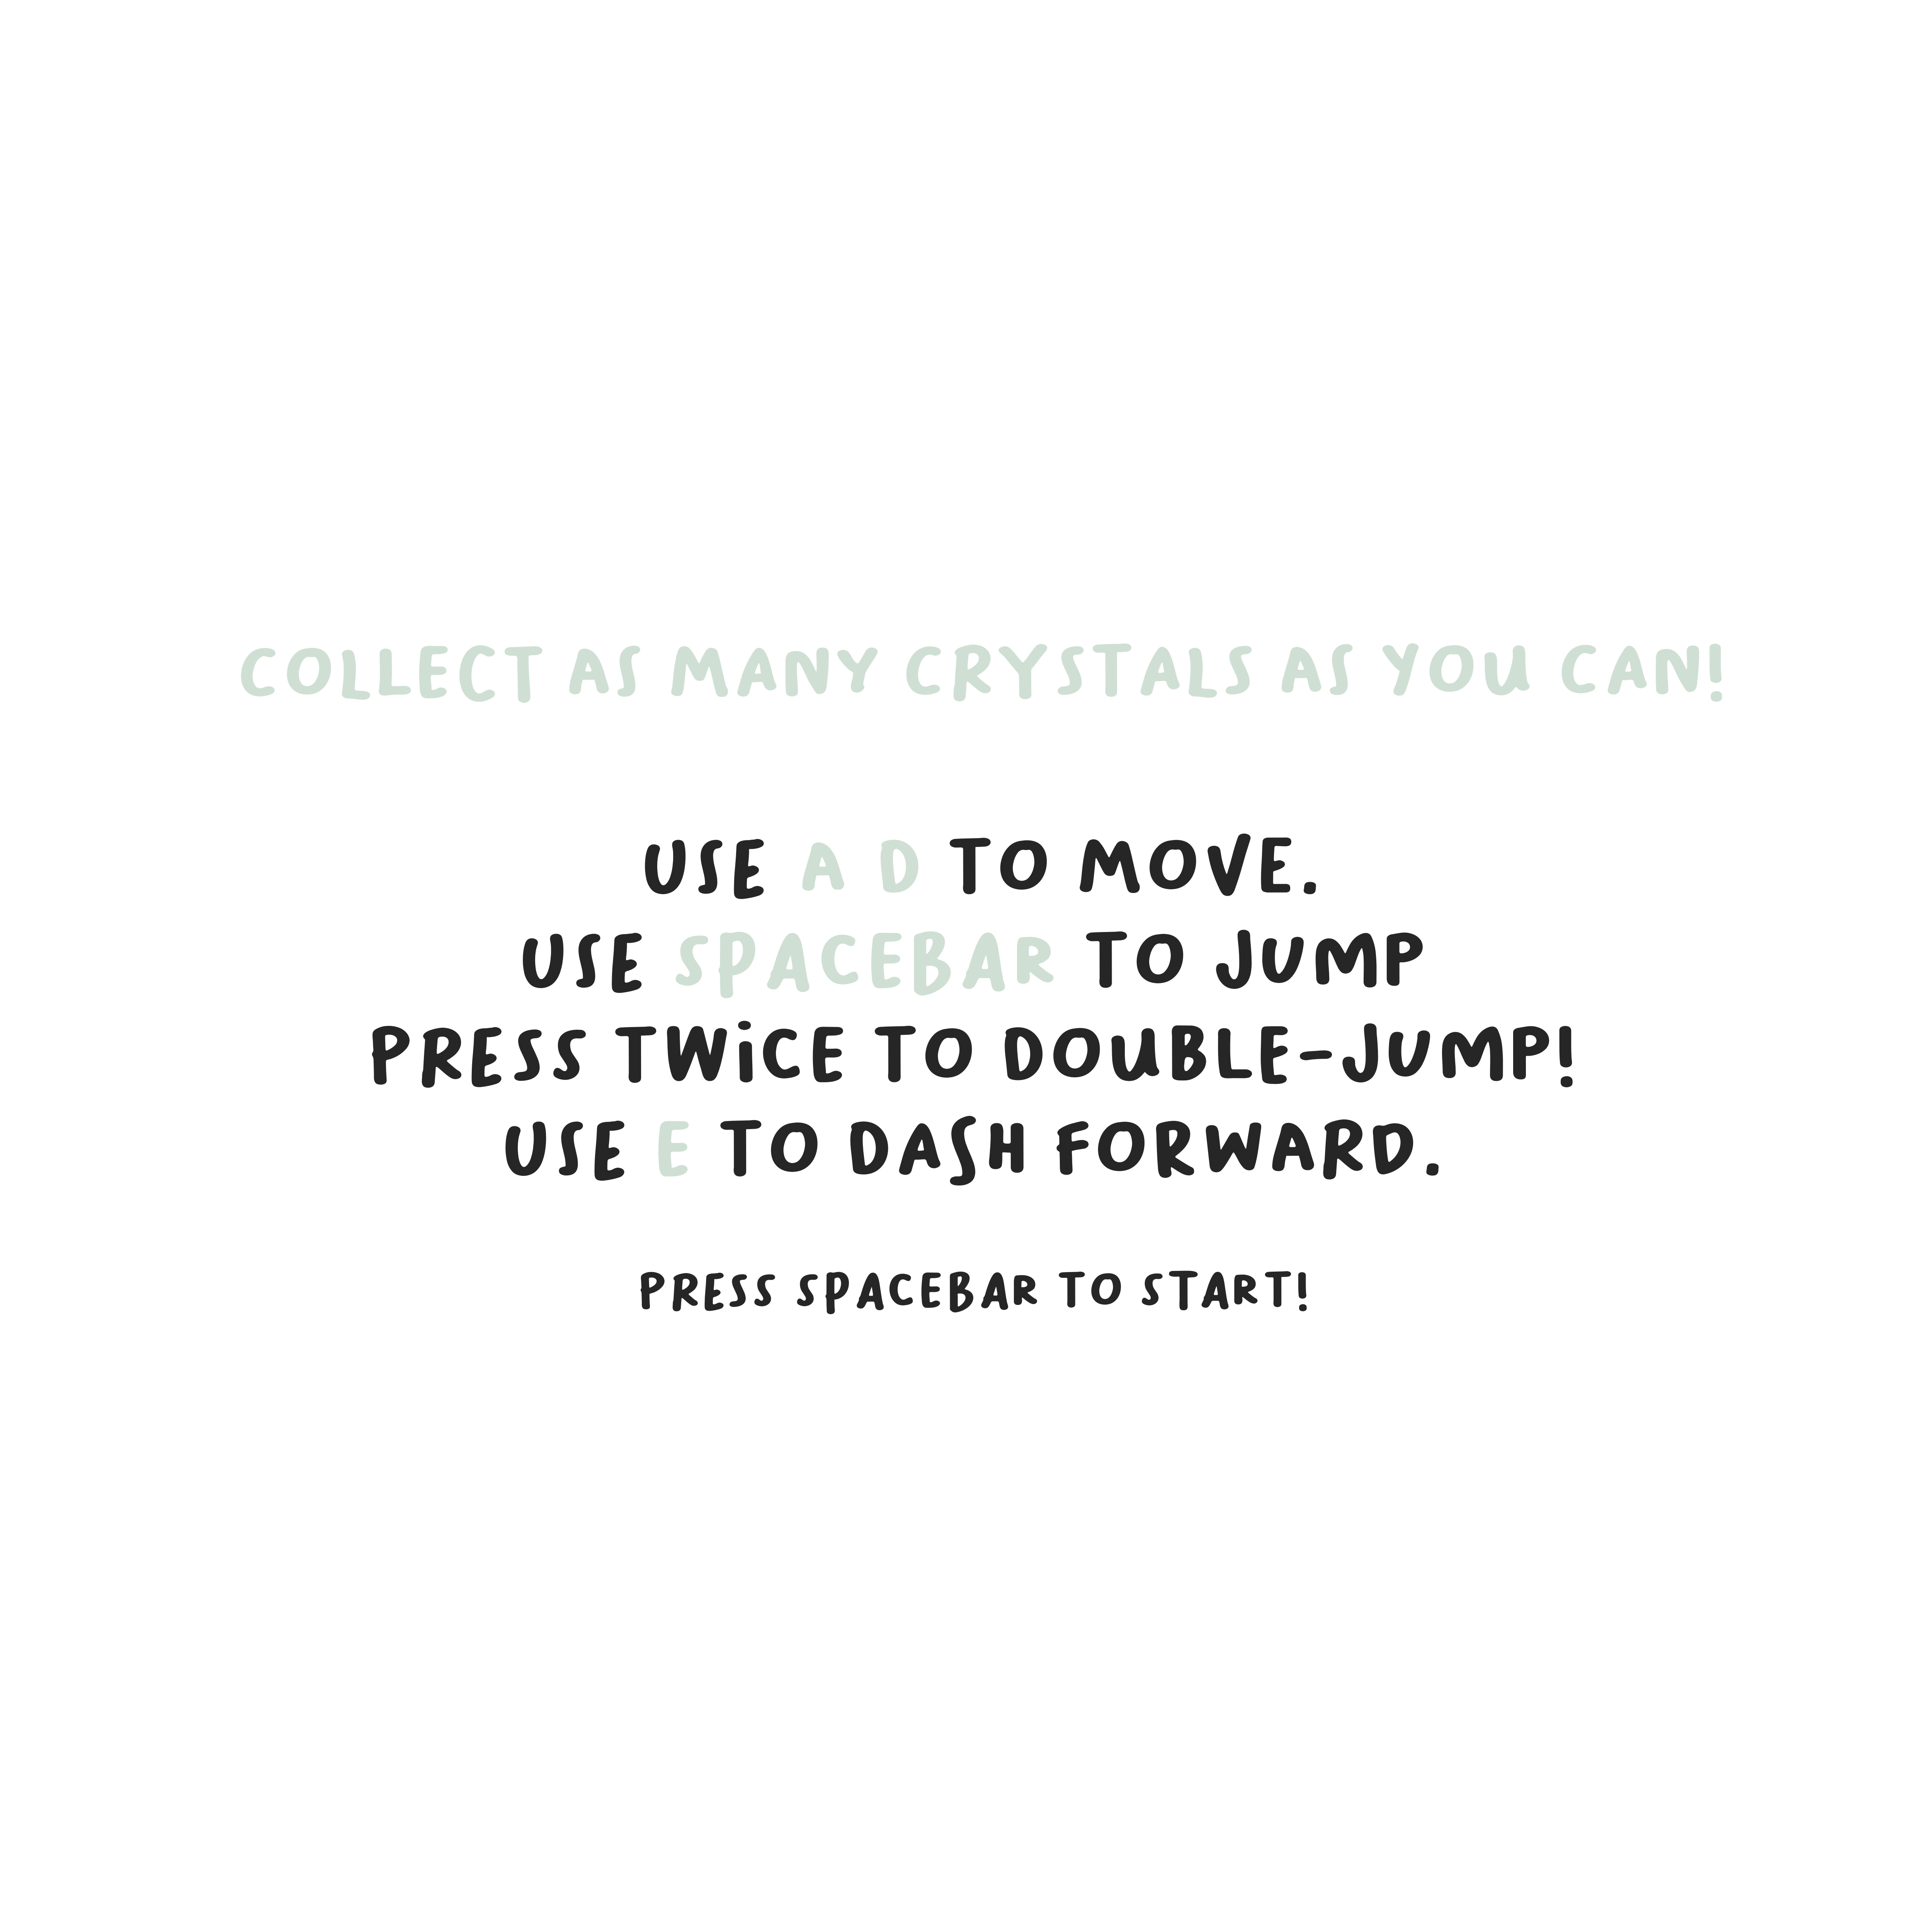 COLLECT AS MANY CRYSTALS AS YOU CAN!
USE A D TO MOVE.
USE SPACEBAR TO JUMP
PRESS TWiCE TO DOUBLE-JUMP!
USE E TO DASH FORWARD.
PRESS SPACEBAR TO START!